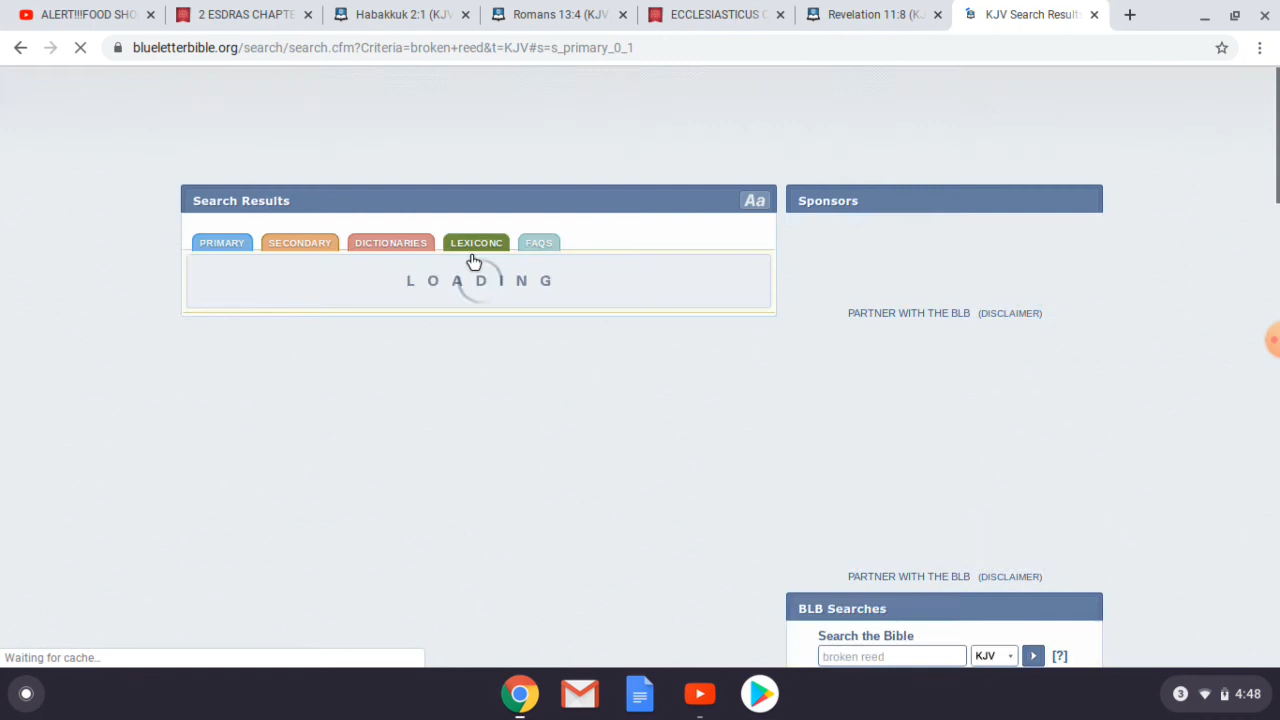 ALERT!!!FOOD SHO
2 ESDRAS CHAPTE
Habakkuk 2:1 (KJV
Romans 13:4 (KJV
ECCLESIASTICUS C
Revelation 11:8 (KJV
KJV Search Result
blueletterbible.org/search/search.cfm?Criteria=broken+reed&t=KJV#s=s_primary_0_1
Search Results
Aa
Sponsors
PRIMARY
SECONDARY
DICTIONARIES
LEXICONC
FAQS
L O A D I N G
PARTNER WITH THE BLB (DISCLAIMER)
PARTNER WITH THE BLB (DISCLAIMER)
BLB Searches
Search the Bible
broken reed
KJV
[?]
Waiting for cache...
3
4:48